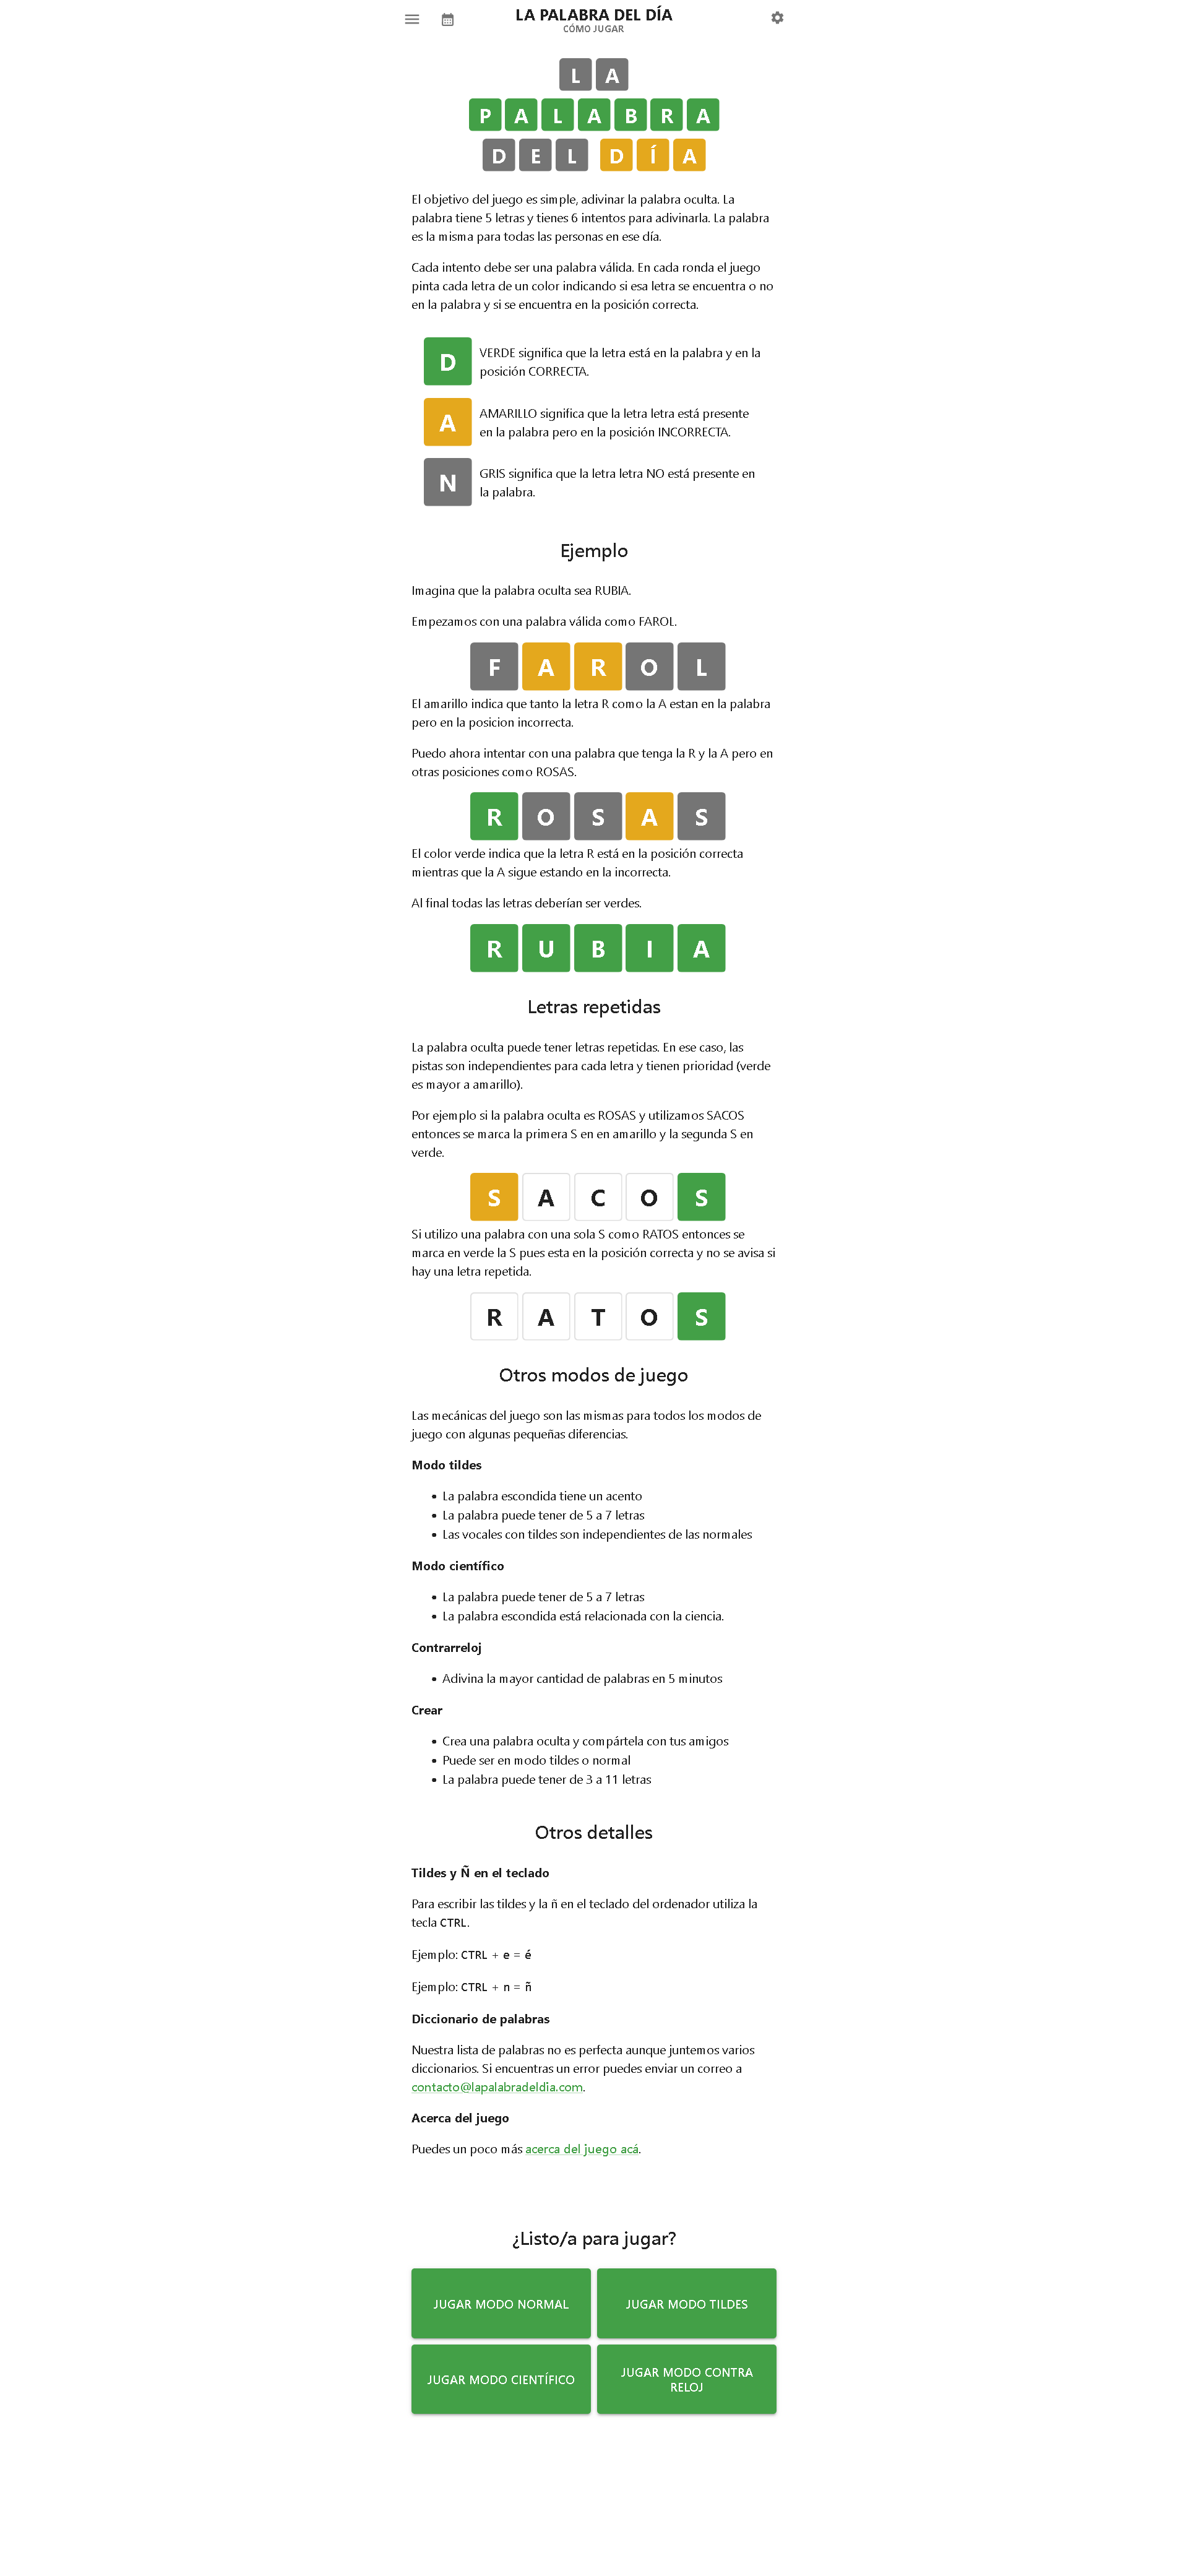 LA PALABRA DEL DÍA
CÓMO JUGAR
L A
P A L A B R A
D E L D Í A
El objetivo del juego es simple, adivinar la palabra oculta. La
palabra tiene 5 letras y tienes 6 intentos para adivinarla. La palabra
es la misma para todas las personas en ese día.
Cada intento debe ser una palabra válida. En cada ronda el juego
pinta cada letra de un color indicando si esa letra se encuentra o no
en la palabra y si se encuentra en la posición correcta.
D
VERDE significa que la letra está en la palabra y en la
posición CORRECTA.
A
AMARILLO significa que la letra letra está presente
en la palabra pero en la posición INCORRECTA.
N
GRIS significa que la letra letra NO está presente en
la palabra.
Ejemplo
Imagina que la palabra oculta sea RUBIA.
Empezamos con una palabra válida como FAROL.
F A R O L
El amarillo indica que tanto la letra R como la A estan en la palabra
pero en la posicion incorrecta.
Puedo ahora intentar con una palabra que tenga la R y la A pero en
otras posiciones como ROSAS.
R O S A S
El color verde indica que la letra R está en la posición correcta
mientras que la A sigue estando en la incorrecta.
Al final todas las letras deberían ser verdes.
R U B I A
Letras repetidas
La palabra oculta puede tener letras repetidas. En ese caso, las
pistas son independientes para cada letra y tienen prioridad (verde
es mayor a amarillo).
Por ejemplo si la palabra oculta es ROSAS y utilizamos SACOS
entonces se marca la primera S en en amarillo y la segunda S en
verde.
S A C O S
Si utilizo una palabra con una sola S como RATOS entonces se
marca en verde la S pues esta en la posición correcta y no se avisa si
hay una letra repetida.
R A T O S
Otros modos de juego
Las mecánicas del juego son las mismas para todos los modos de
juego con algunas pequeñas diferencias.
Modo tildes
• La palabra escondida tiene un acento
• La palabra puede tener de 5 a 7 letras
• Las vocales con tildes son independientes de las normales
Modo científico
• La palabra puede tener de 5 a 7 letras
• La palabra escondida está relacionada con la ciencia.
Contrarreloj
• Adivina la mayor cantidad de palabras en 5 minutos
Crear
• Crea una palabra oculta y compártela con tus amigos
• Puede ser en modo tildes o normal
• La palabra puede tener de 3 a 11 letras
Otros detalles
Tildes y Ñ en el teclado
Para escribir las tildes y la ñ en el teclado del ordenador utiliza la
tecla CTRL.
Ejemplo: CTRL + e = é
Ejemplo: CTRL + n = ñ
Diccionario de palabras
Nuestra lista de palabras no es perfecta aunque juntemos varios
diccionarios. Si encuentras un error puedes enviar un correo a
contacto@lapalabradeldía.com.
Acerca del juego
Puedes un poco más acerca del juego acá.
¿Listo/a para jugar?
JUGAR MODO NORMAL
JUGAR MODO TILDES
JUGAR MODO CIENTÍFICO
JUGAR MODO CONTRA
RELOJ